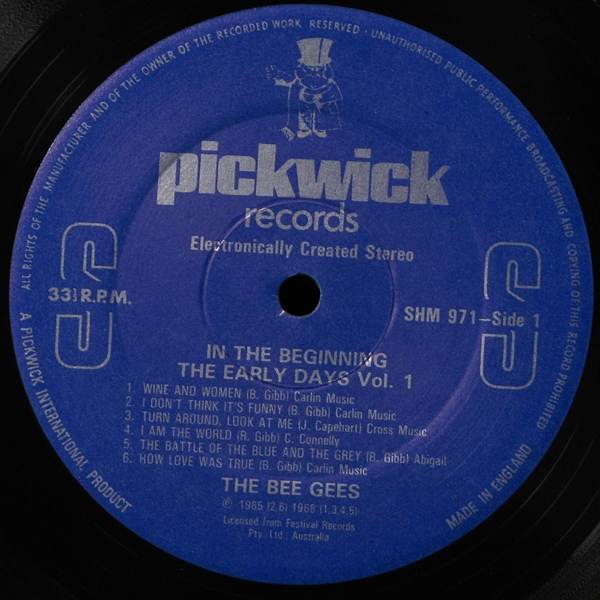 ALL RIGHTS OF THE MANUFACTURER AND OF THE OWNER OF THE RECORDED WORK RESERVED · UNAUTHORISED PUBLIC PERFORMANCE BROADCASTING AND COPYING OF THIS RECORD PROHIBITED
pickwick
records
Electronically Created Stereo
33⅓ R.P.M.
SHM 971–Side 1
IN THE BEGINNING
THE EARLY DAYS Vol. 1
1. WINE AND WOMEN (B. Gibb) Carlin Music
2. I DON'T THINK IT'S FUNNY (B. Gibb) Carlin Music
3. TURN AROUND, LOOK AT ME (J. Capehart) Cross Music
4. I AM THE WORLD (R. Gibb) C. Connelly
5. THE BATTLE OF THE BLUE AND THE GREY (B. Gibb) Abigail
6. HOW LOVE WAS TRUE (B. Gibb) Carlin Music
THE BEE GEES
℗ 1965 (2,6) 1966 (1,3,4,5)
Licensed from Festival Records
Pty. Ltd., Australia
A PICKWICK INTERNATIONAL PRODUCT
MADE IN ENGLAND